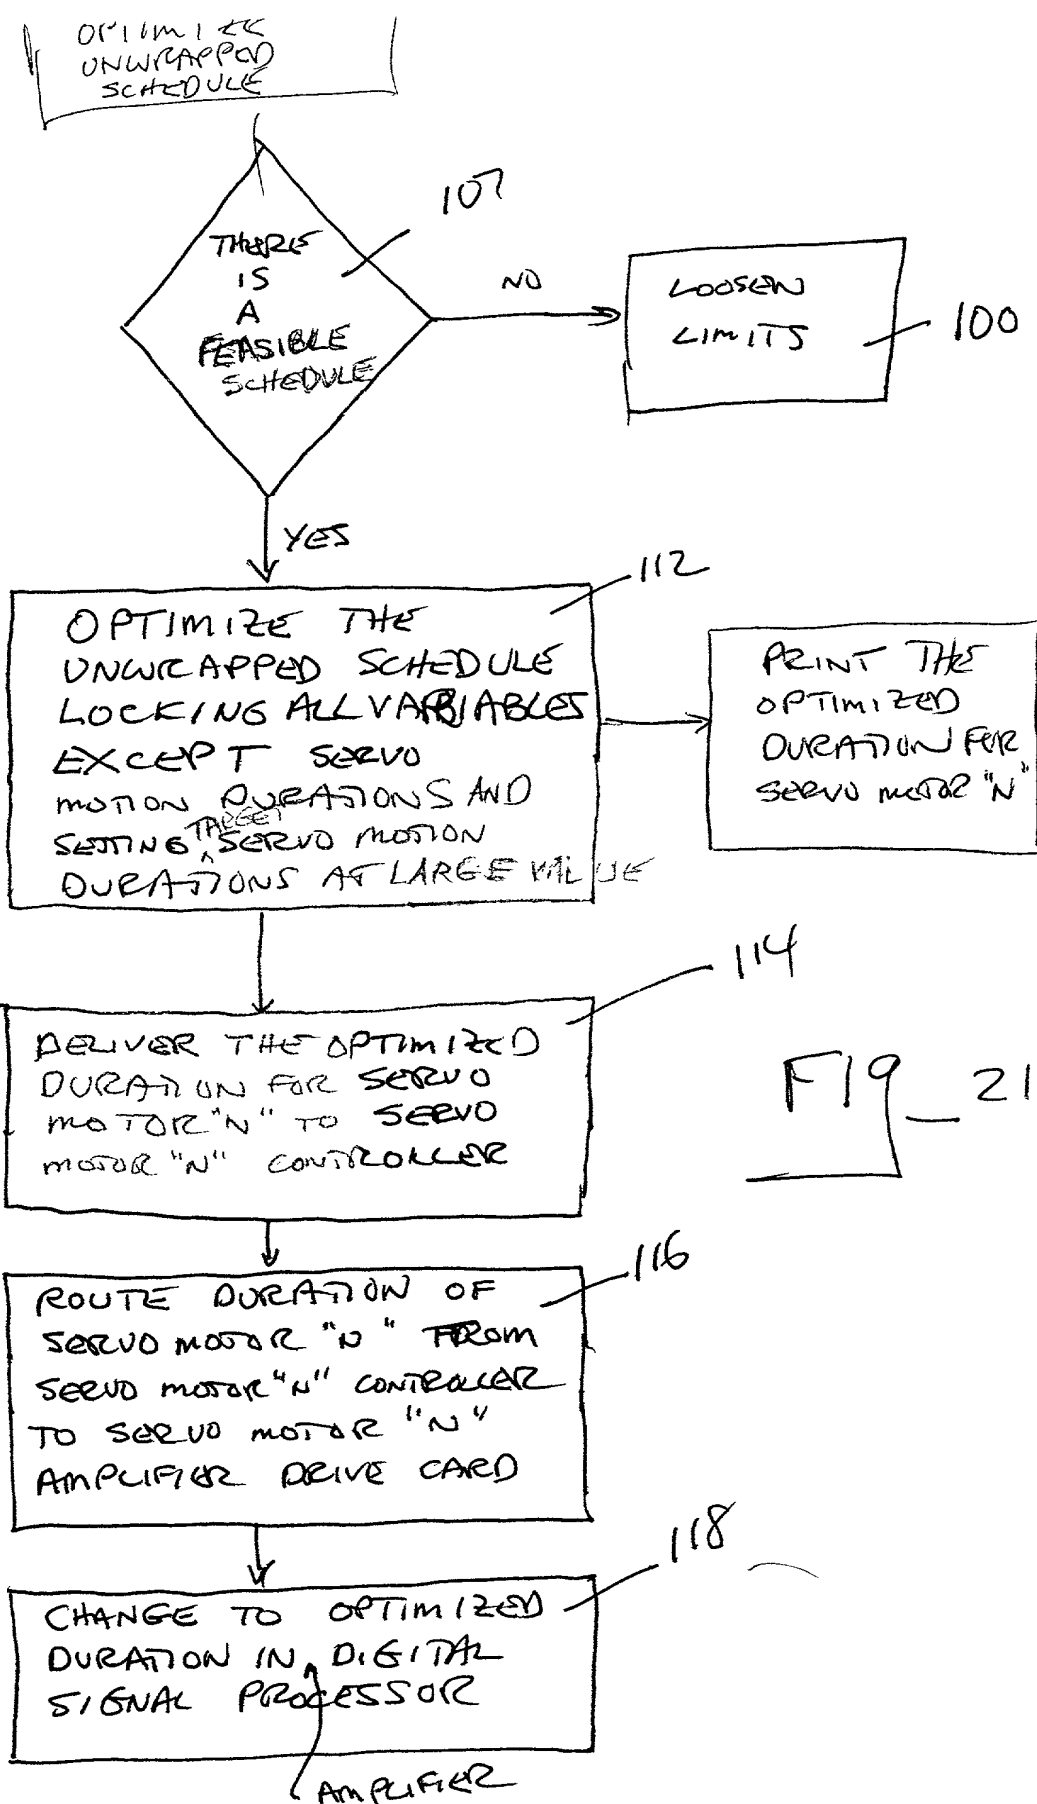 OPTIMIZE
UNWRAPPED
SCHEDULE
107
THERE
IS
A
FEASIBLE
SCHEDULE
NO
LOOSEN
LIMITS
100
YES
112
OPTIMIZE THE
UNWRAPPED SCHEDULE
LOCKING ALL VARIABLES
EXCEPT SERVO
MOTION DURATIONS AND
SETTING TARGET SERVO MOTION
DURATIONS AT LARGE VALUE
PRINT THE
OPTIMIZED
DURATION FOR
SERVO MOTOR "N"
114
DELIVER THE OPTIMIZED
DURATION FOR SERVO
MOTOR "N" TO SERVO
MOTOR "N" CONTROLLER
FIG_21
116
ROUTE DURATION OF
SERVO MOTOR "N" FROM
SERVO MOTOR "N" CONTROLLER
TO SERVO MOTOR "N"
AMPLIFIER DRIVE CARD
118
CHANGE TO OPTIMIZED
DURATION IN DIGITAL
SIGNAL PROCESSOR
AMPLIFIER